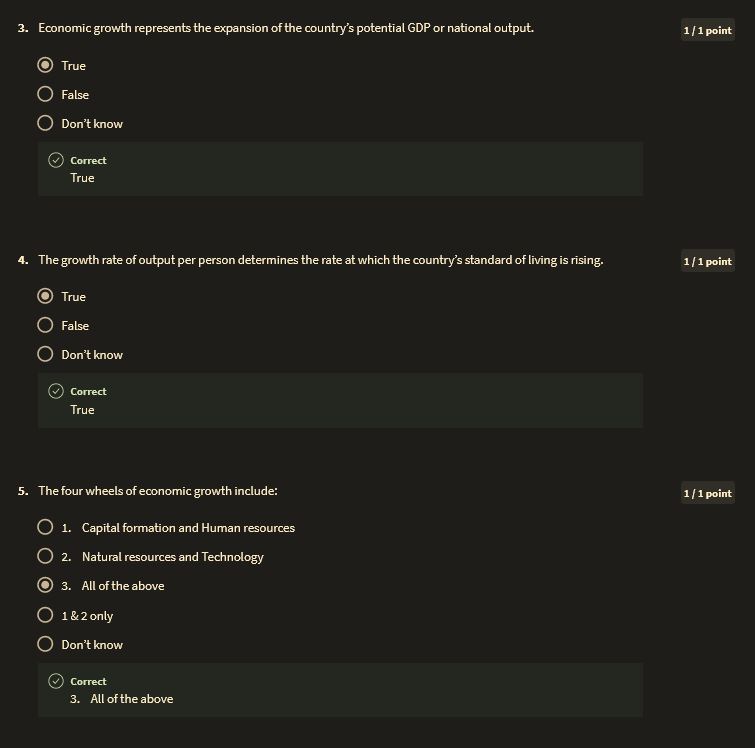 3. Economic growth represents the expansion of the country's potential GDP or national output.
1 / 1 point
True
False
Don't know
Correct
True
4. The growth rate of output per person determines the rate at which the country's standard of living is rising.
1 / 1 point
True
False
Don't know
Correct
True
5. The four wheels of economic growth include:
1 / 1 point
1. Capital formation and Human resources
2. Natural resources and Technology
3. All of the above
1 & 2 only
Don't know
Correct
3. All of the above